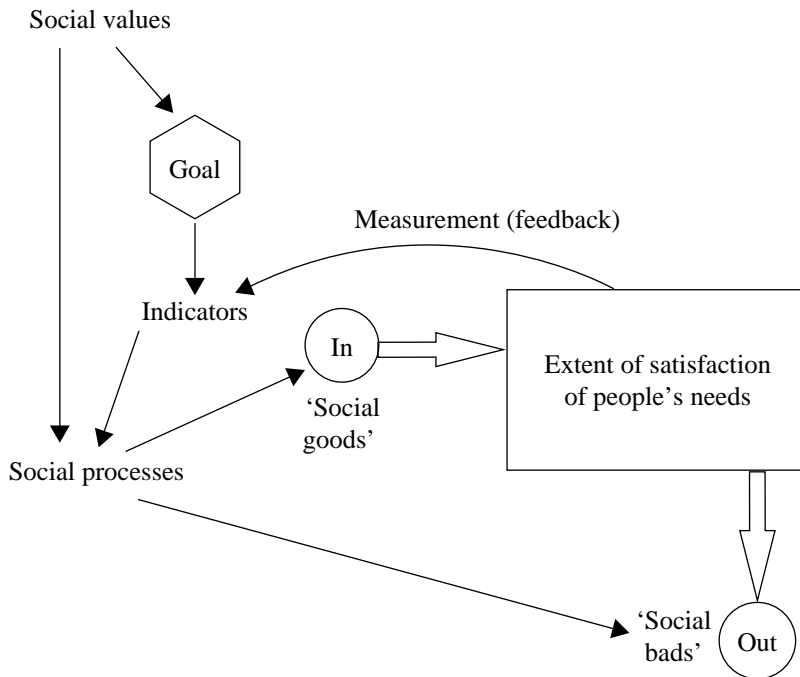 Social values
Goal
Measurement (feedback)
Indicators
In
Extent of satisfaction
of people’s needs
‘Social
goods’
Social processes
‘Social
bads’
Out